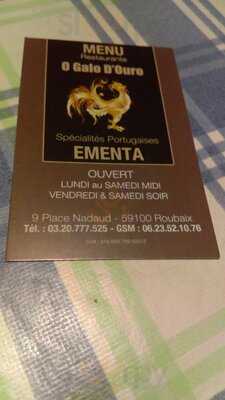 MENU
Restaurante
O Galo D'Ouro
Spécialités Portugaises
EMENTA
OUVERT
LUNDI au SAMEDI MIDI
VENDREDI & SAMEDI SOIR
9 Place Nadaud - 59100 Roubaix
Tél. : 03.20.777.525 - GSM : 06.23.52.10.76